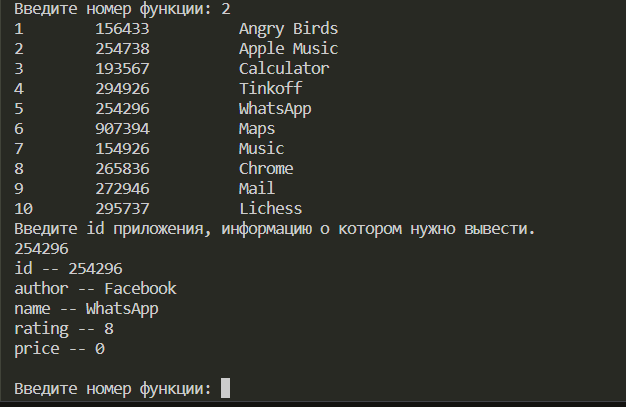 Введите номер функции: 2
1 156433 Angry Birds
2 254738 Apple Music
3 193567 Calculator
4 294926 Tinkoff
5 254296 WhatsApp
6 907394 Maps
7 154926 Music
8 265836 Chrome
9 272946 Mail
10 295737 Lichess
Введите id приложения, информацию о котором нужно вывести.
254296
id -- 254296
author -- Facebook
name -- WhatsApp
rating -- 8
price -- 0
Введите номер функции: